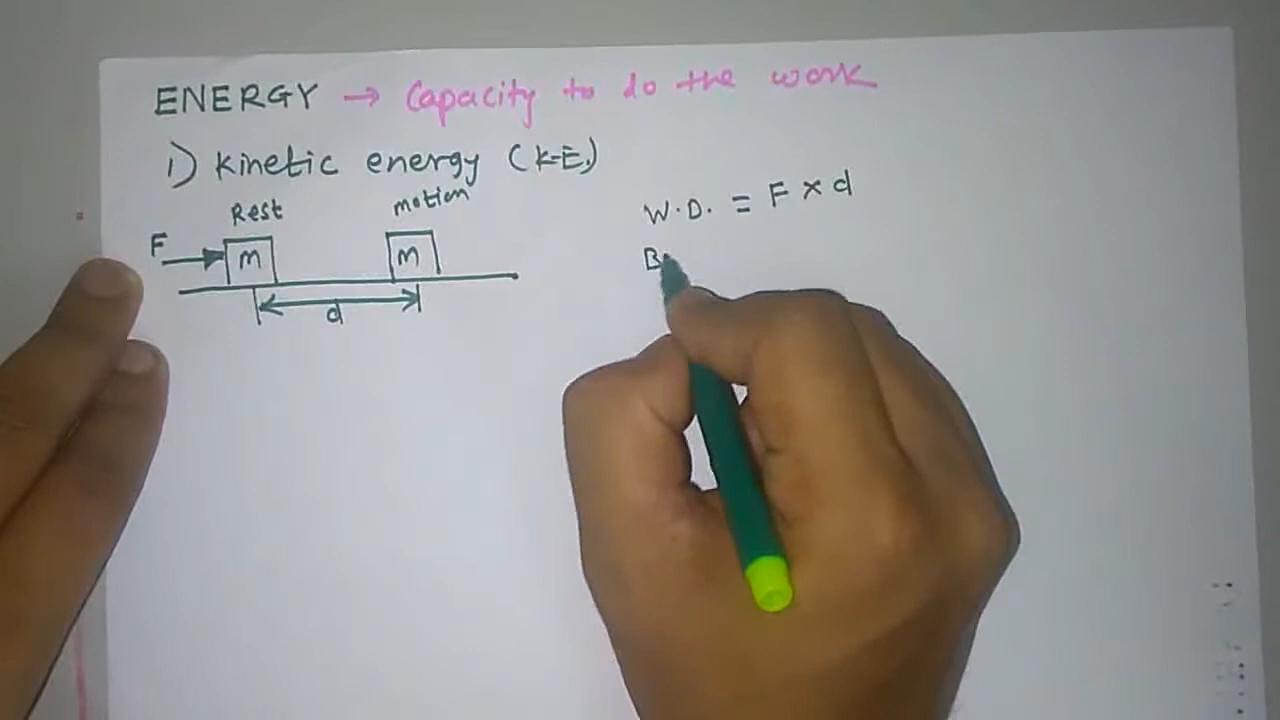 ENERGY → Capacity to do the work
1) Kinetic energy (K.E.)
Rest
motion
F
m
m
d
W.D. = F × d
B